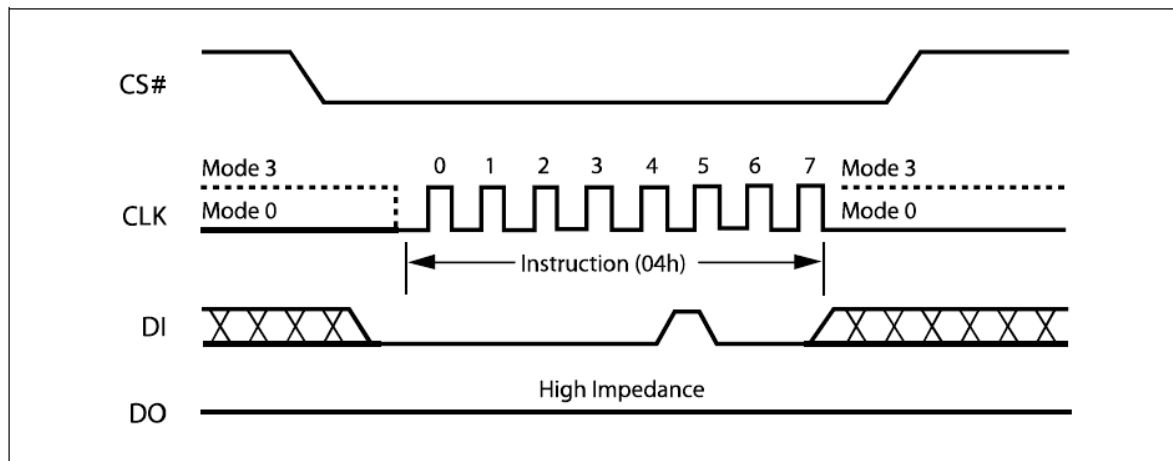 CS#
Mode 3
0 1 2 3 4 5 6 7
Mode 3
CLK
Mode 0
Mode 0
Instruction (04h)
DI
High Impedance
DO